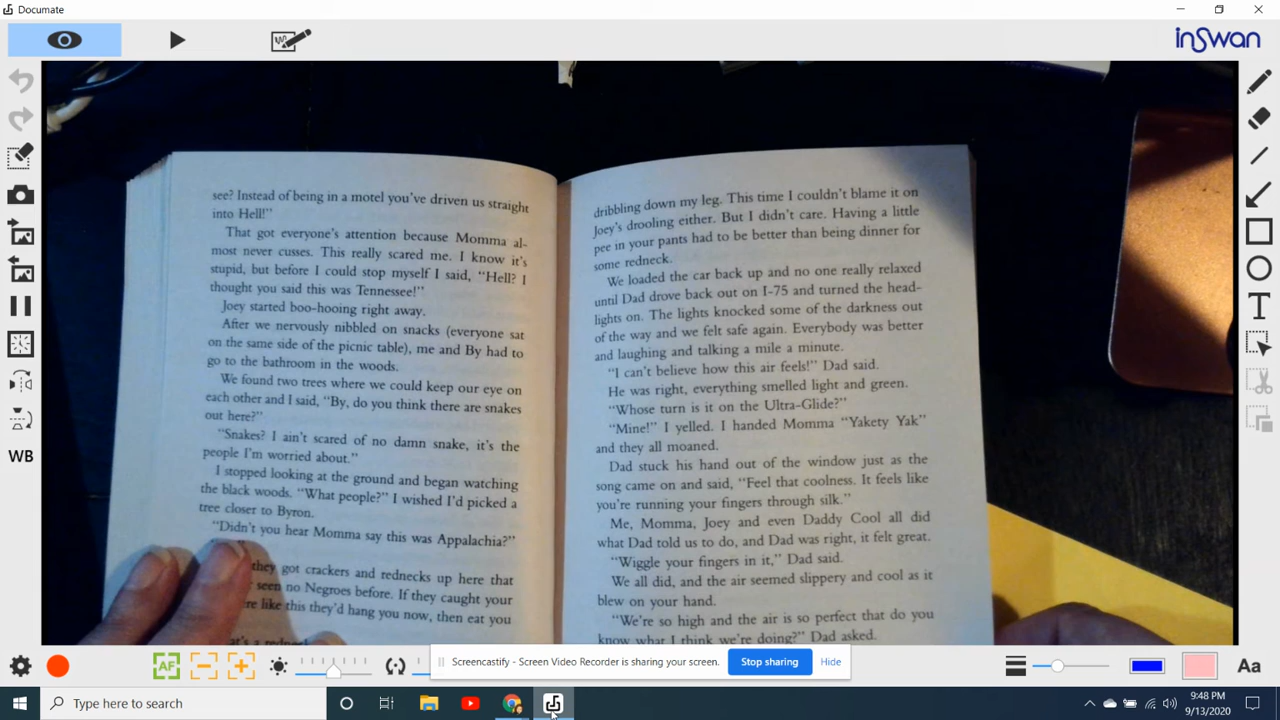 Documate
inSwan
see? Instead of being in a motel you've driven us straight
into Hell!"
That got everyone's attention because Momma al-
most never cusses. This really scared me. I know it's
stupid, but before I could stop myself I said, "Hell? I
thought you said this was Tennessee!"
Joey started boo-hooing right away.
After we nervously nibbled on snacks (everyone sat
on the same side of the picnic table), me and By had to
go to the bathroom in the woods.
We found two trees where we could keep our eye on
each other and I said, "By, do you think there are snakes
out here?"
"Snakes? I ain't scared of no damn snake, it's the
people I'm worried about."
I stopped looking at the ground and began watching
the black woods. "What people?" I wished I'd picked a
tree closer to Byron.
"Didn't you hear Momma say this was Appalachia?"
they got crackers and rednecks up here that
seen no Negroes before. If they caught your
like this they'd hang you now, then eat you
dribbling down my leg. This time I couldn't blame it on
Joey's drooling either. But I didn't care. Having a little
pee in your pants had to be better than being dinner for
some redneck.
We loaded the car back up and no one really relaxed
until Dad drove back out on I-75 and turned the head-
lights on. The lights knocked some of the darkness out
of the way and we felt safe again. Everybody was better
and laughing and talking a mile a minute.
"I can't believe how this air feels!" Dad said.
He was right, everything smelled light and green.
"Whose turn is it on the Ultra-Glide?"
"Mine!" I yelled. I handed Momma "Yakety Yak"
and they all moaned.
Dad stuck his hand out of the window just as the
song came on and said, "Feel that coolness. It feels like
you're running your fingers through silk."
Me, Momma, Joey and even Daddy Cool all did
what Dad told us to do, and Dad was right, it felt great.
"Wiggle your fingers in it," Dad said.
We all did, and the air seemed slippery and cool as it
blew on your hand.
"We're so high and the air is so perfect that do you
know what I think we're doing?" Dad asked.
WB
T
AF
Screencastify - Screen Video Recorder is sharing your screen.
Stop sharing
Hide
Aa
Type here to search
9:48 PM
9/13/2020